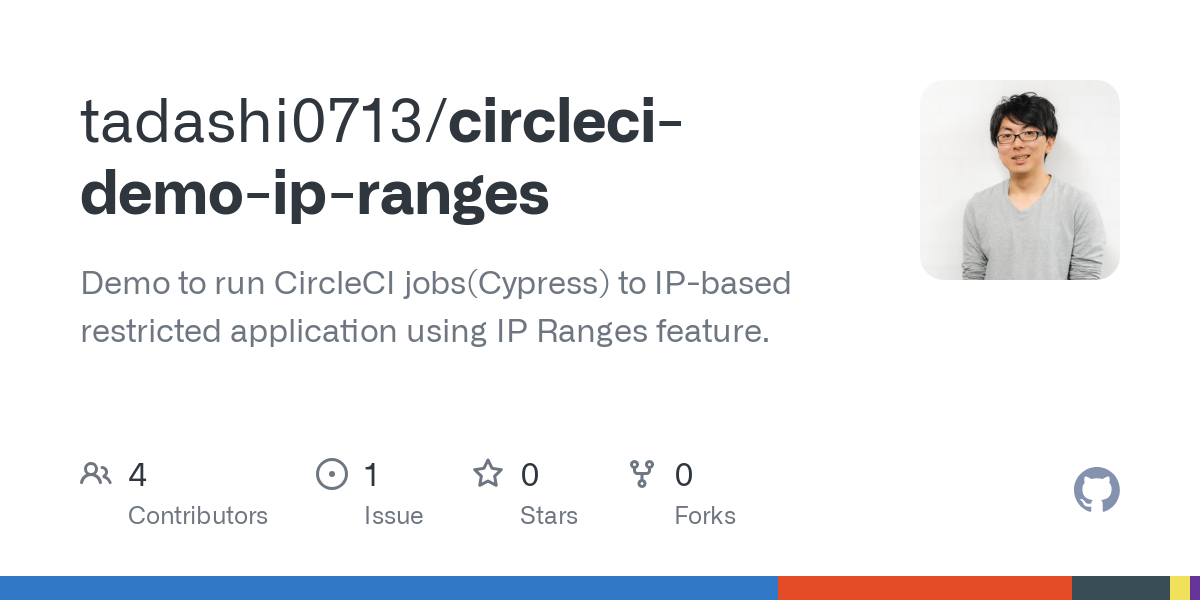 tadashi0713/circleci-
demo-ip-ranges
Demo to run CircleCI jobs(Cypress) to IP-based
restricted application using IP Ranges feature.
4 1 0 0
Contributors Issue Stars Forks